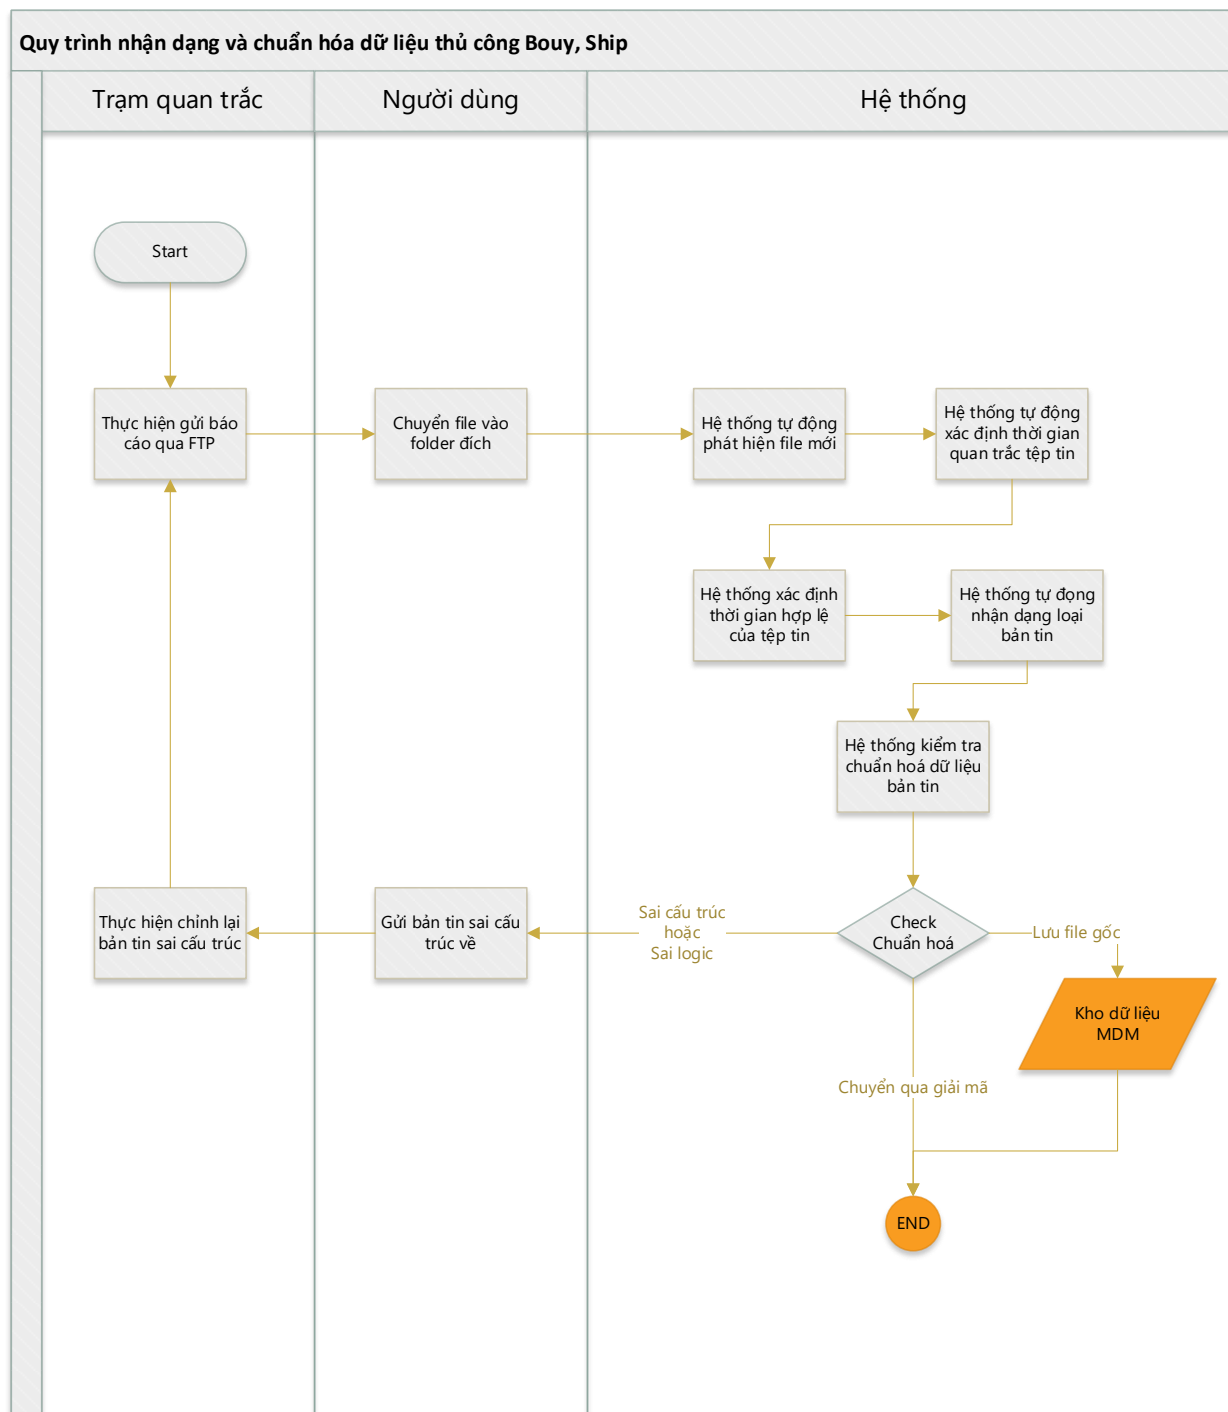 Quy trình nhận dạng và chuẩn hóa dữ liệu thủ công Bouy, Ship
Trạm quan trắc
Người dùng
Hệ thống
Start
Thực hiện gửi báo
cáo qua FTP
Chuyển file vào
folder đích
Hệ thống tự động
phát hiện file mới
Hệ thống tự động
xác định thời gian
quan trắc tệp tin
Hệ thống xác định
thời gian hợp lệ
của tệp tin
Hệ thống tự đọng
nhận dạng loại
bản tin
Hệ thống kiểm tra
chuẩn hoá dữ liệu
bản tin
Thực hiện chỉnh lại
bản tin sai cấu trúc
Gửi bản tin sai cấu
trúc về
Sai cấu trúc
hoặc
Sai logic
Check
Chuẩn hoá
Lưu file gốc
Kho dữ liệu
MDM
Chuyển qua giải mã
END